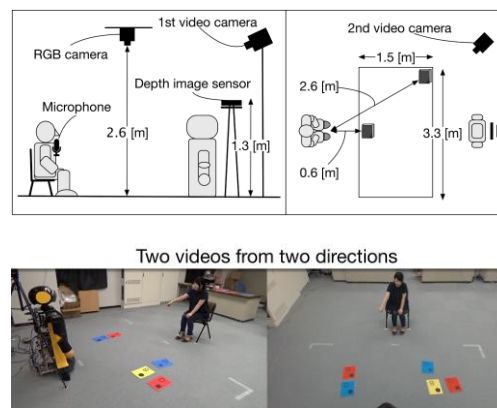 1st video camera
RGB camera
Depth image sensor
Microphone
2.6 [m]
1.3 [m]
2nd video camera
1.5 [m]
2.6 [m]
3.3 [m]
0.6 [m]
Two videos from two directions